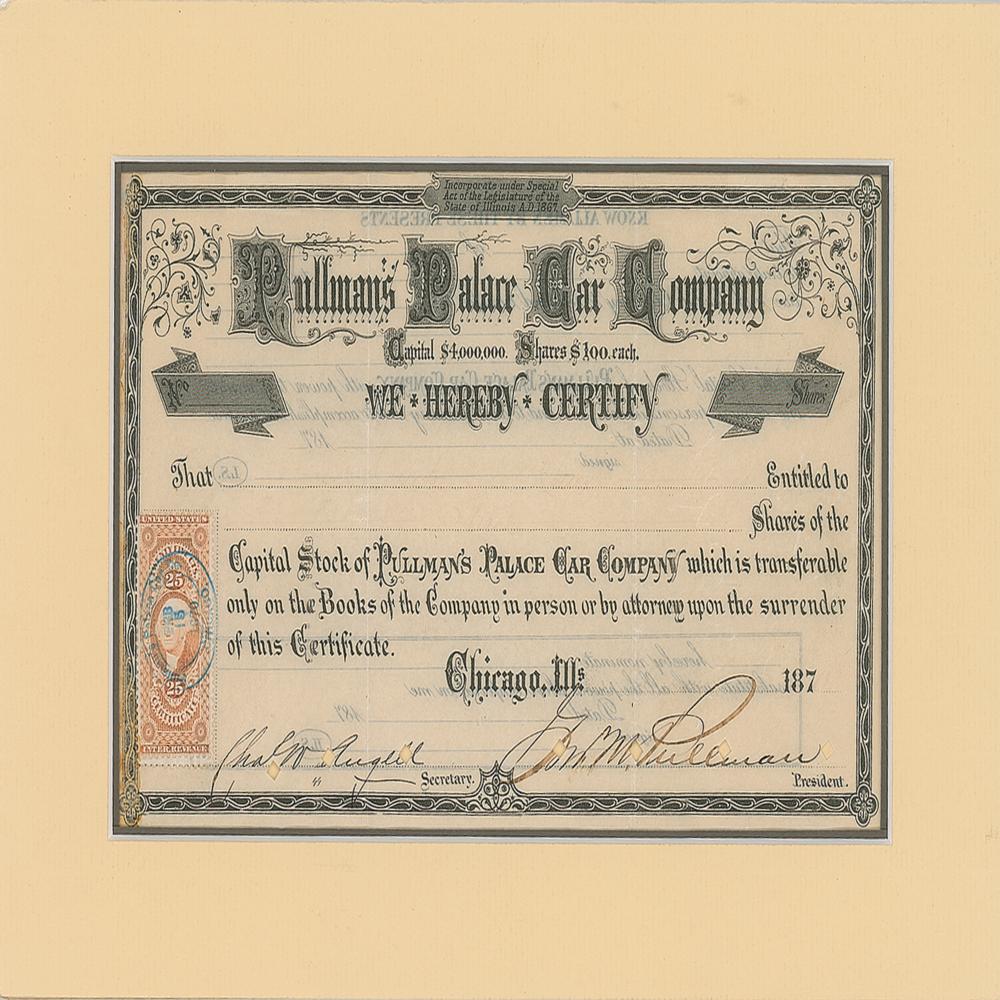 Incorporate under Special
Act of the Legislature of the
State of Illinois A.D. 1867.
Pullman's Palace Car Company
Capital $4,000,000. Shares $100. each.
No
Shares
WE * HEREBY * CERTIFY
That
Entitled to
Shares of the
Capital Stock of PULLMAN'S PALACE CAR COMPANY which is transferable
only on the Books of the Company in person or by attorney upon the surrender
of this Certificate.
Chicago, Ills 187
UNITED STATES
25
25
CERTIFICATE
INTER. REVENUE
Chas W Angell Secretary.
Geo M. Pullman President.